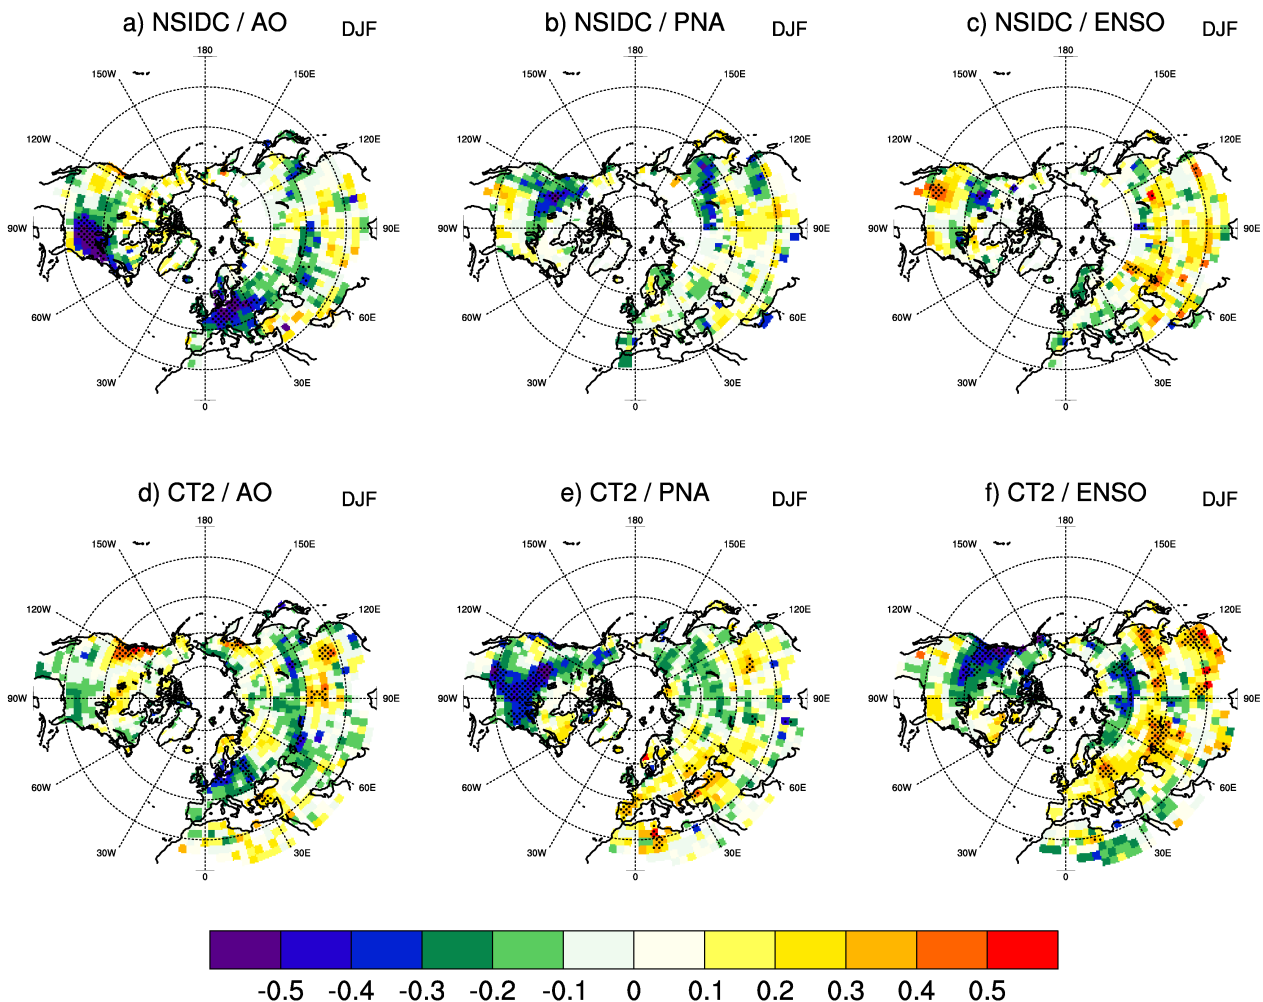 a) NSIDC / AO
DJF
b) NSIDC / PNA
DJF
c) NSIDC / ENSO
DJF
180
150W
150E
120W
120E
90W
90E
60W
60E
30W
30E
0
180
150W
150E
120W
120E
90W
90E
60W
60E
30W
30E
0
180
150W
150E
120W
120E
90W
90E
60W
60E
30W
30E
0
d) CT2 / AO
DJF
e) CT2 / PNA
DJF
f) CT2 / ENSO
DJF
180
150W
150E
120W
120E
90W
90E
60W
60E
30W
30E
0
180
150W
150E
120W
120E
90W
90E
60W
60E
30W
30E
0
180
150W
150E
120W
120E
90W
90E
60W
60E
30W
30E
0
-0.5 -0.4 -0.3 -0.2 -0.1 0 0.1 0.2 0.3 0.4 0.5